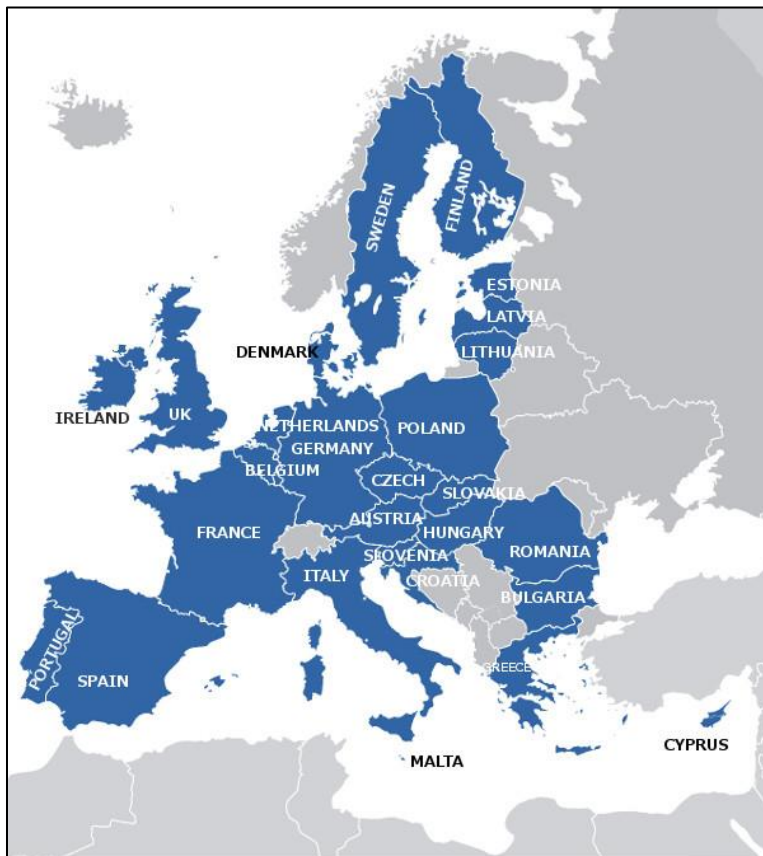 SWEDEN
FINLAND
ESTONIA
LATVIA
LITHUANIA
DENMARK
IRELAND
UK
NETHERLANDS
GERMANY
POLAND
BELGIUM
CZECH
SLOVAKIA
AUSTRIA
FRANCE
HUNGARY
ROMANIA
SLOVENIA
ITALY
CROATIA
BULGARIA
PORTUGAL
SPAIN
GREECE
CYPRUS
MALTA